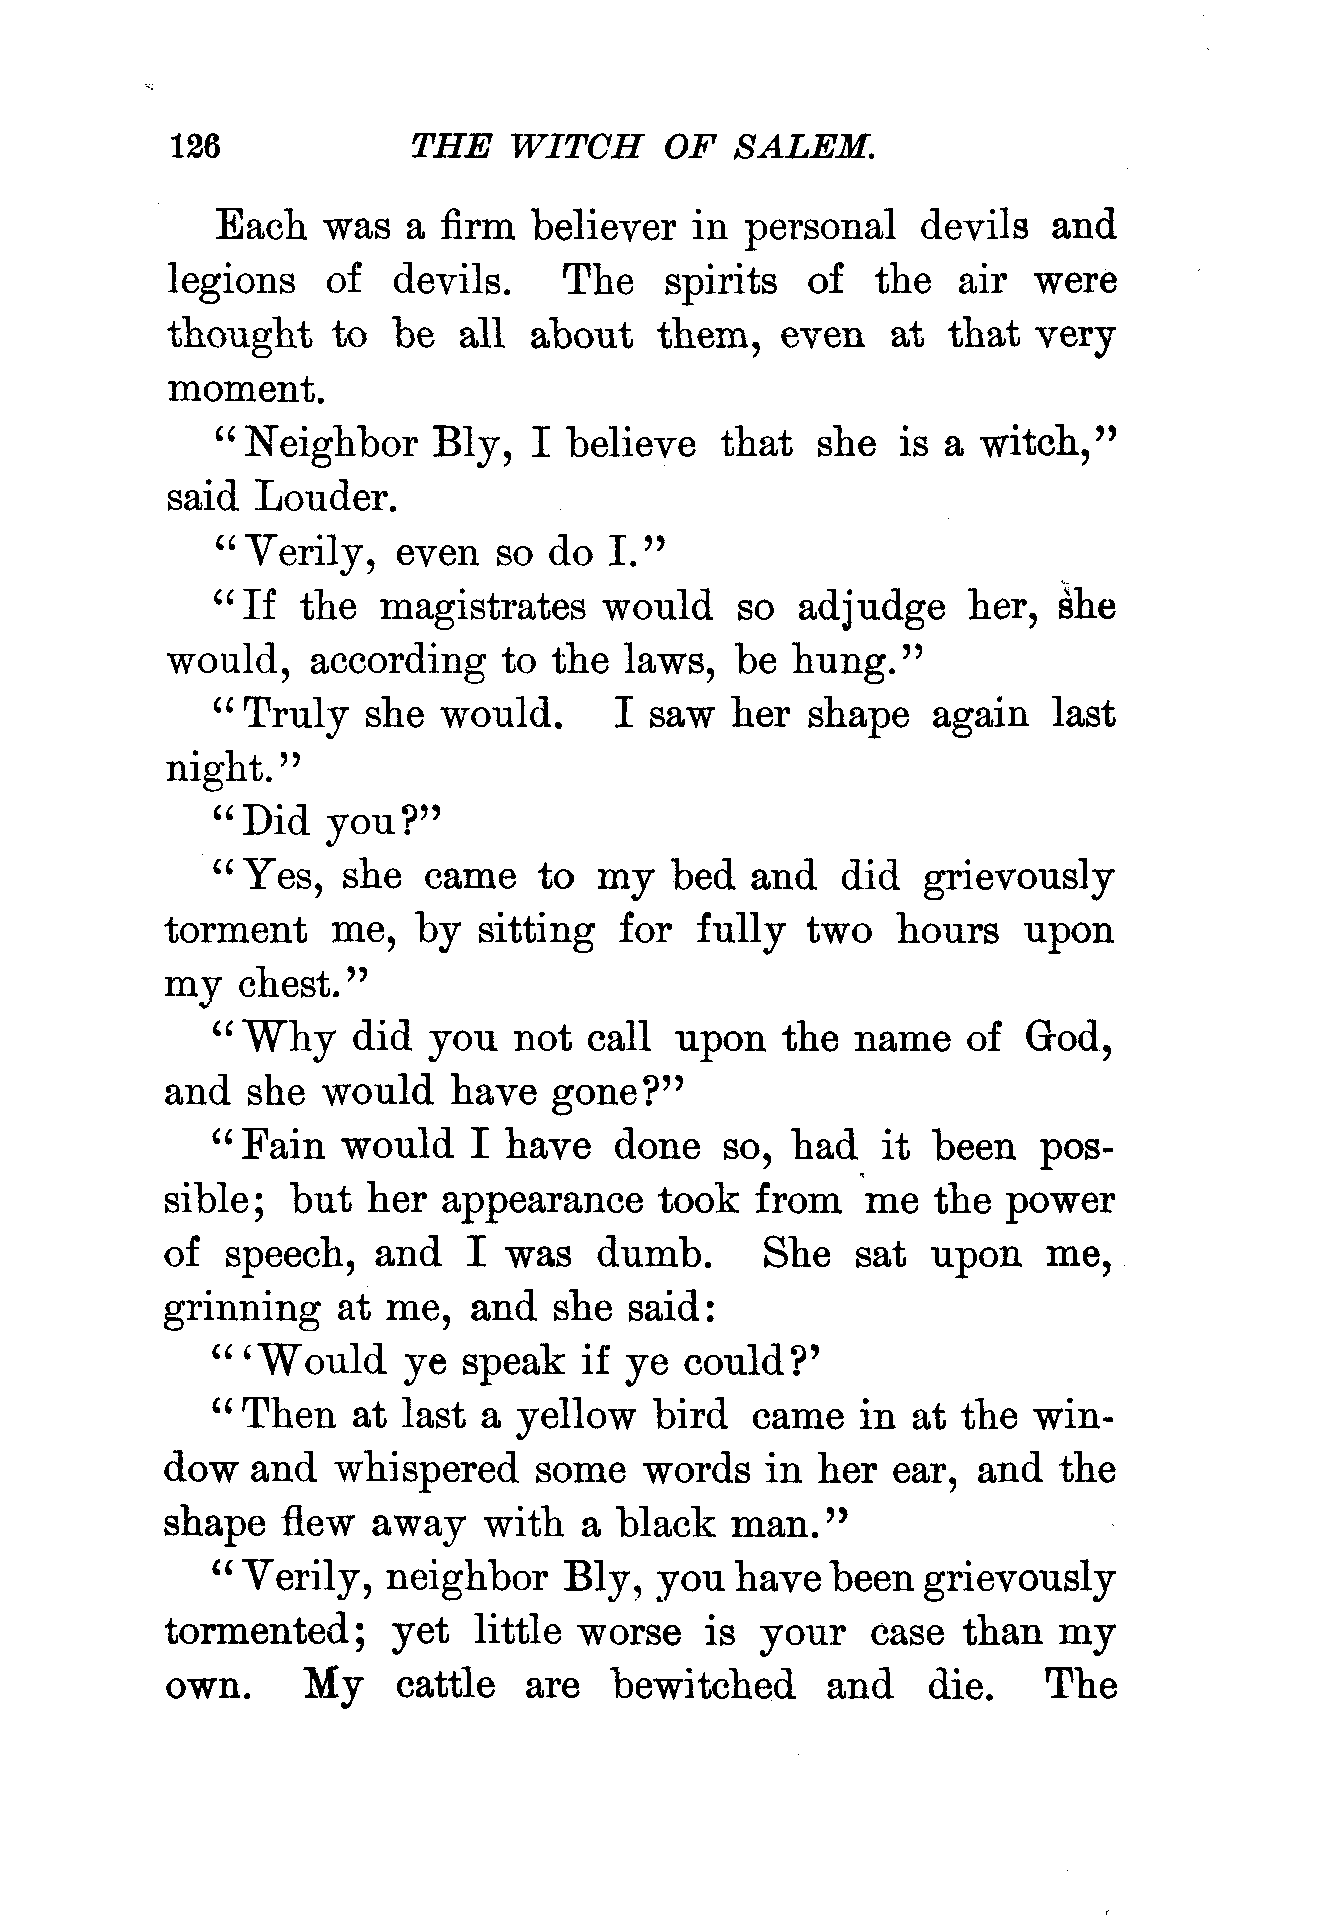 126 THE WITCH OF SALEM.
Each was a firm believer in personal devils and
legions of devils. The spirits of the air were
thought to be all about them, even at that very
moment.
"Neighbor Bly, I believe that she is a witch,"
said Louder.
"Verily, even so do I."
"If the magistrates would so adjudge her, she
would, according to the laws, be hung."
"Truly she would. I saw her shape again last
night."
"Did you?"
"Yes, she came to my bed and did grievously
torment me, by sitting for fully two hours upon
my chest."
"Why did you not call upon the name of God,
and she would have gone?"
"Fain would I have done so, had it been pos-
sible; but her appearance took from me the power
of speech, and I was dumb. She sat upon me,
grinning at me, and she said:
"'Would ye speak if ye could?'
"Then at last a yellow bird came in at the win-
dow and whispered some words in her ear, and the
shape flew away with a black man."
"Verily, neighbor Bly, you have been grievously
tormented; yet little worse is your case than my
own. My cattle are bewitched and die. The